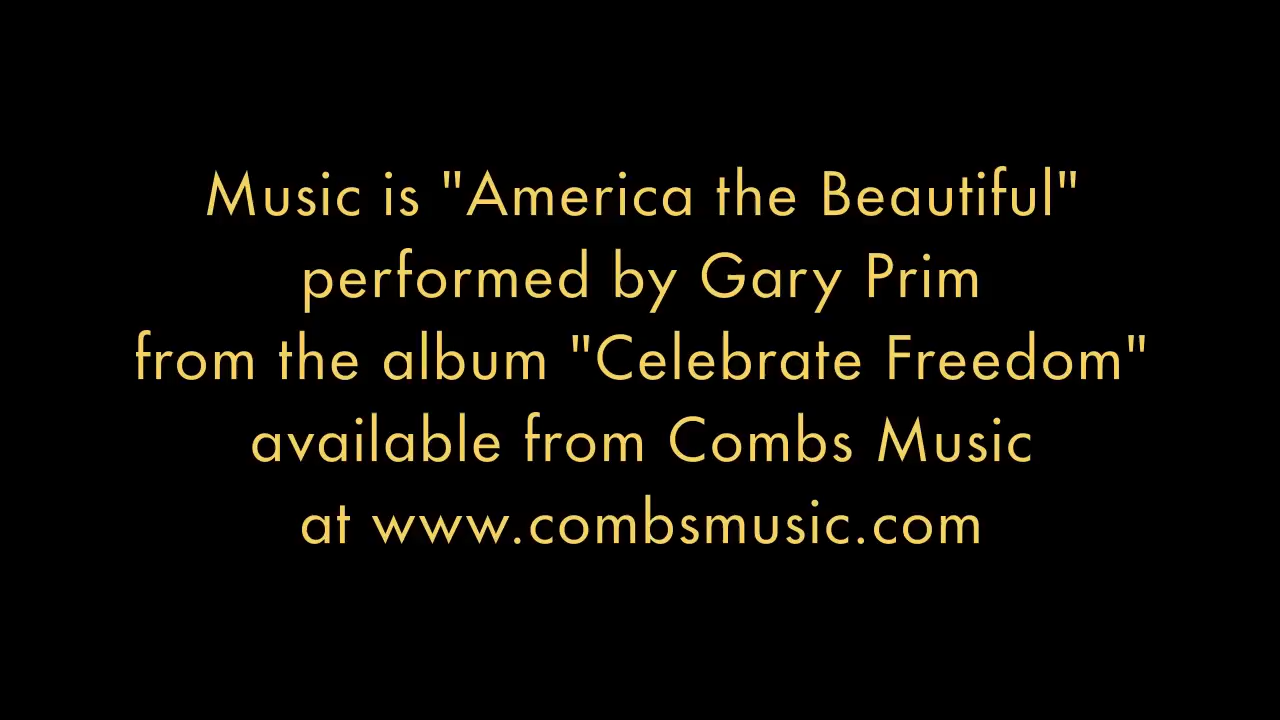 Music is "America the Beautiful"
performed by Gary Prim
from the album "Celebrate Freedom"
available from Combs Music
at www.combsmusic.com